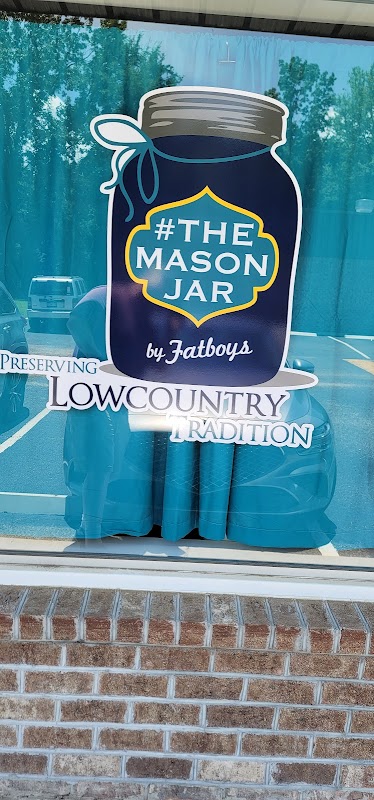 #THE
MASON
JAR
by Fatboys
PRESERVING
LOWCOUNTRY
TRADITION